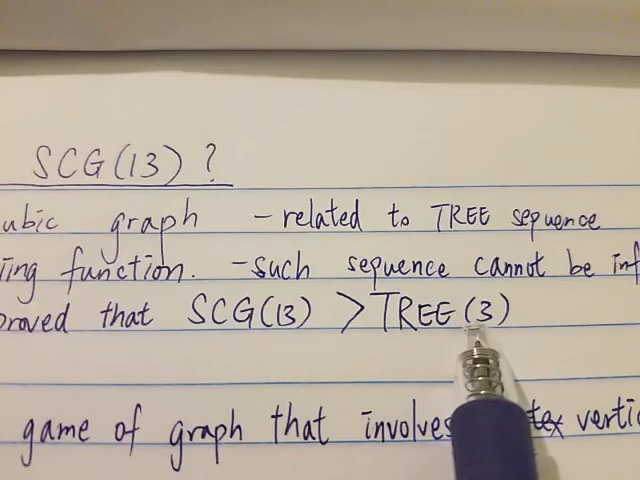 SCG(13) ?
ubic graph - related to TREE sequence
ing function. - such sequence cannot be inf
proved that SCG(13) > TREE(3)
game of graph that involves vertic